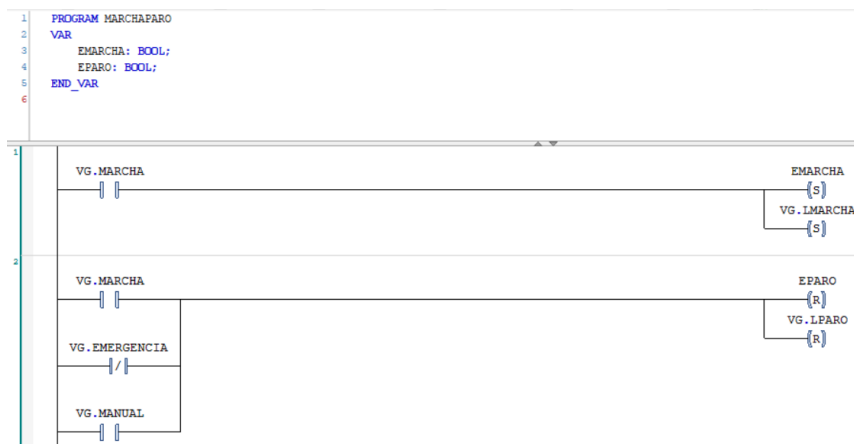 1 PROGRAM MARCHAPARO
2 VAR
3 EMARCHA: BOOL;
4 EPARO: BOOL;
5 END_VAR
6
1
VG.MARCHA EMARCHA
S
VG.LMARCHA
S
2
VG.MARCHA EPARO
R
VG.LPARO
R
VG.EMERGENCIA
/
VG.MANUAL